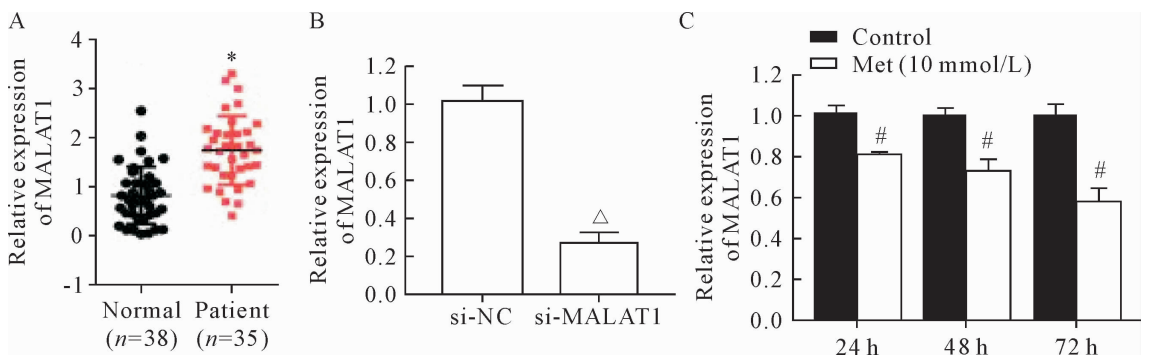 A
Relative expression
of MALAT1
4
3
2
1
0
-1
*
Normal
(n=38)
Patient
(n=35)
B
Relative expression
of MALAT1
1.2
1.0
0.8
0.6
0.4
0.2
0.0
△
si-NC
si-MALAT1
C
Control
Met (10 mmol/L)
Relative expression
of MALAT1
1.2
1.0
0.8
0.6
0.4
0.2
0.0
#
#
#
24 h
48 h
72 h